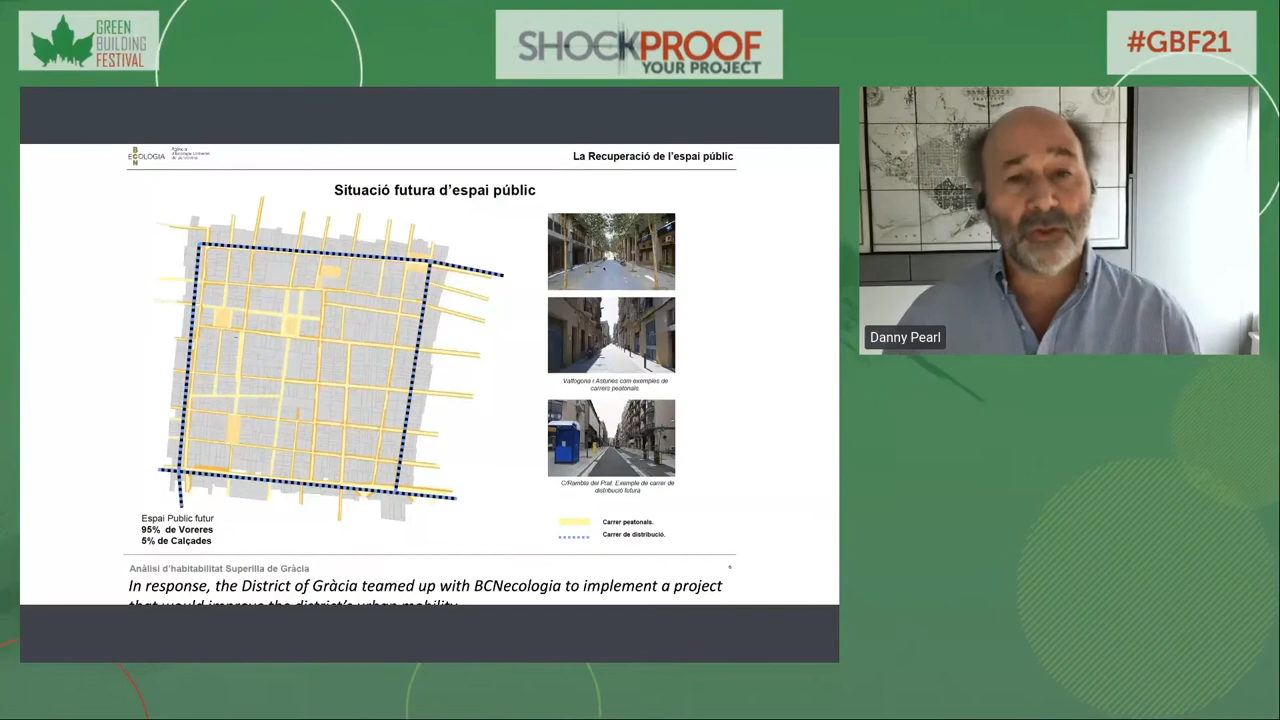 GREEN
BUILDING
FESTIVAL
SHOCKPROOF
YOUR PROJECT
#GBF21
BCN
ECOLOGIA
La Recuperació de l'espai públic
Situació futura d'espai públic
Danny Pearl
Vallfogona i Astúries com exemples de
carrers peatonals.
C/Rambla del Prat. Exemple de carrer de
distribució futura
Espai Public futur
95% de Voreres
5% de Calçades
Carrer peatonals.
Carrer de distribució.
Anàlisi d'habitabilitat Superilla de Gràcia
In response, the District of Gràcia teamed up with BCNecologia to implement a project
that would improve the district's urban mobility